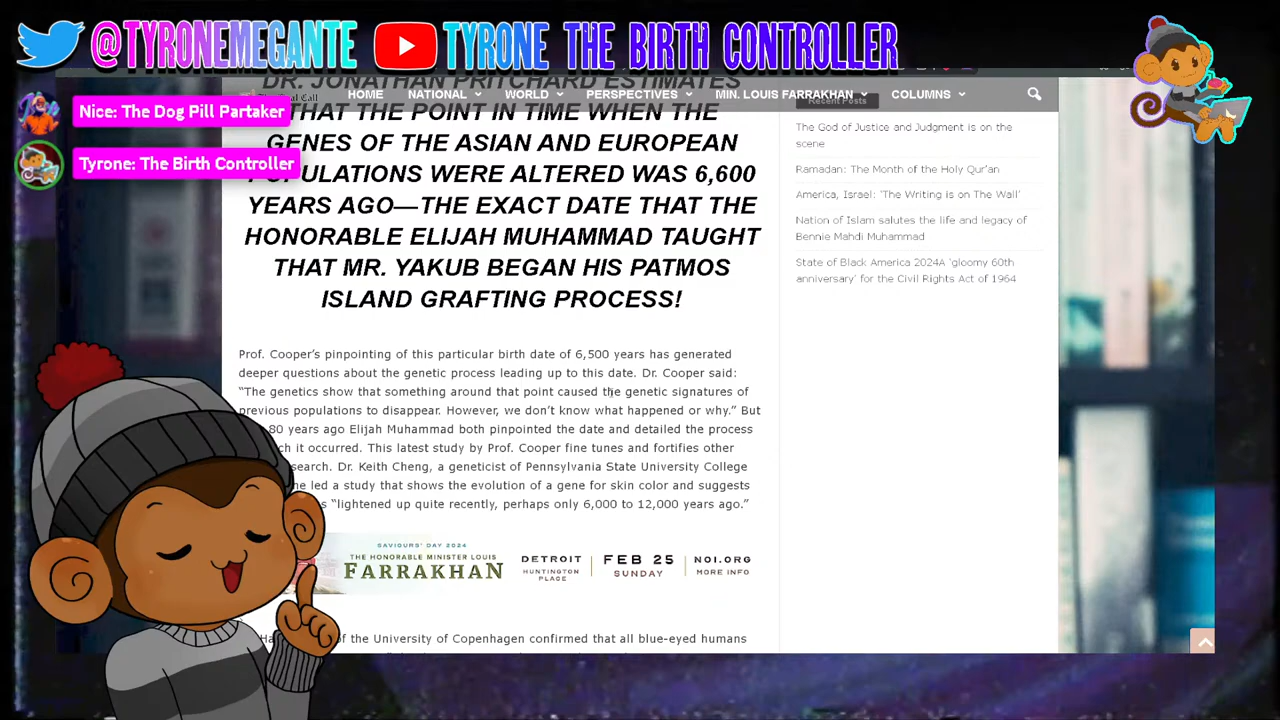 @TYRONEMEGANTE TYRONE THE BIRTH CONTROLLER
Nice: The Dog Pill Partaker
Tyrone: The Birth Controller
Call
HOME NATIONAL WORLD PERSPECTIVES MIN. LOUIS FARRAKHAN COLUMNS
DR. JONATHAN PRITCHARD ESTIMATES
THAT THE POINT IN TIME WHEN THE
GENES OF THE ASIAN AND EUROPEAN
POPULATIONS WERE ALTERED WAS 6,600
YEARS AGO—THE EXACT DATE THAT THE
HONORABLE ELIJAH MUHAMMAD TAUGHT
THAT MR. YAKUB BEGAN HIS PATMOS
ISLAND GRAFTING PROCESS!
Prof. Cooper's pinpointing of this particular birth date of 6,500 years has generated
deeper questions about the genetic process leading up to this date. Dr. Cooper said:
"The genetics show that something around that point caused the genetic signatures of
previous populations to disappear. However, we don't know what happened or why." But
80 years ago Elijah Muhammad both pinpointed the date and detailed the process
it occurred. This latest study by Prof. Cooper fine tunes and fortifies other
search. Dr. Keith Cheng, a geneticist of Pennsylvania State University College
led a study that shows the evolution of a gene for skin color and suggests
"lightened up quite recently, perhaps only 6,000 to 12,000 years ago."
SAVIOURS' DAY 2024
THE HONORABLE MINISTER LOUIS
FARRAKHAN
DETROIT
HUNTINGTON
PLACE
FEB 25
SUNDAY
NOI.ORG
MORE INFO
of the University of Copenhagen confirmed that all blue-eyed humans
Recent Posts
The God of Justice and Judgment is on the
scene
Ramadan: The Month of the Holy Qur'an
America, Israel: 'The Writing is on The Wall'
Nation of Islam salutes the life and legacy of
Bennie Mahdi Muhammad
State of Black America 2024A 'gloomy 60th
anniversary' for the Civil Rights Act of 1964